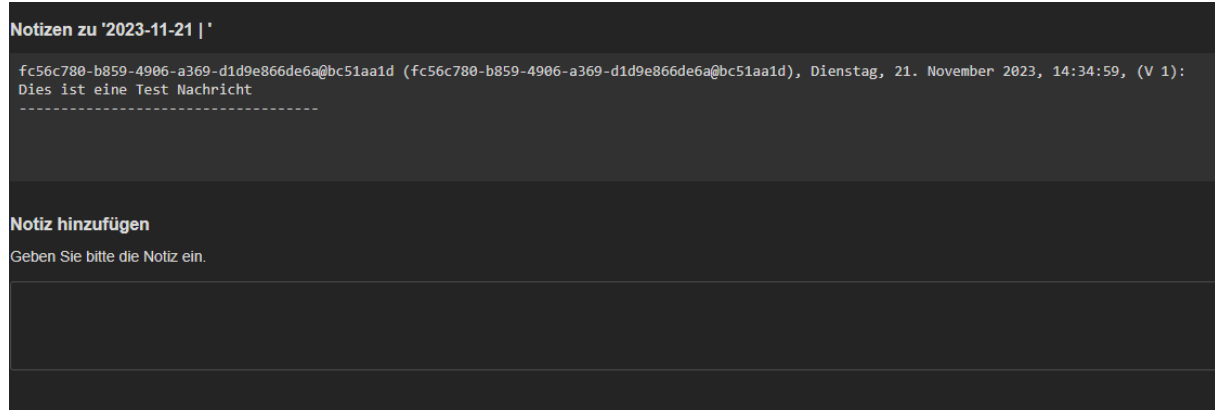 Notizen zu '2023-11-21 | '
fc56c780-b859-4906-a369-d1d9e866de6a@bc51aa1d (fc56c780-b859-4906-a369-d1d9e866de6a@bc51aa1d), Dienstag, 21. November 2023, 14:34:59, (V 1):
Dies ist eine Test Nachricht
------------------------------------
Notiz hinzufügen
Geben Sie bitte die Notiz ein.